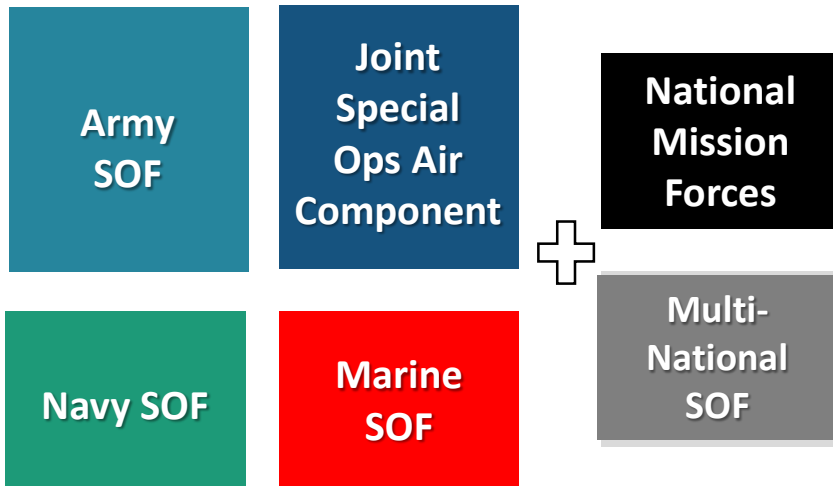 Army
SOF
Joint
Special
Ops Air
Component
National
Mission
Forces
Navy SOF
Marine
SOF
Multi-
National
SOF